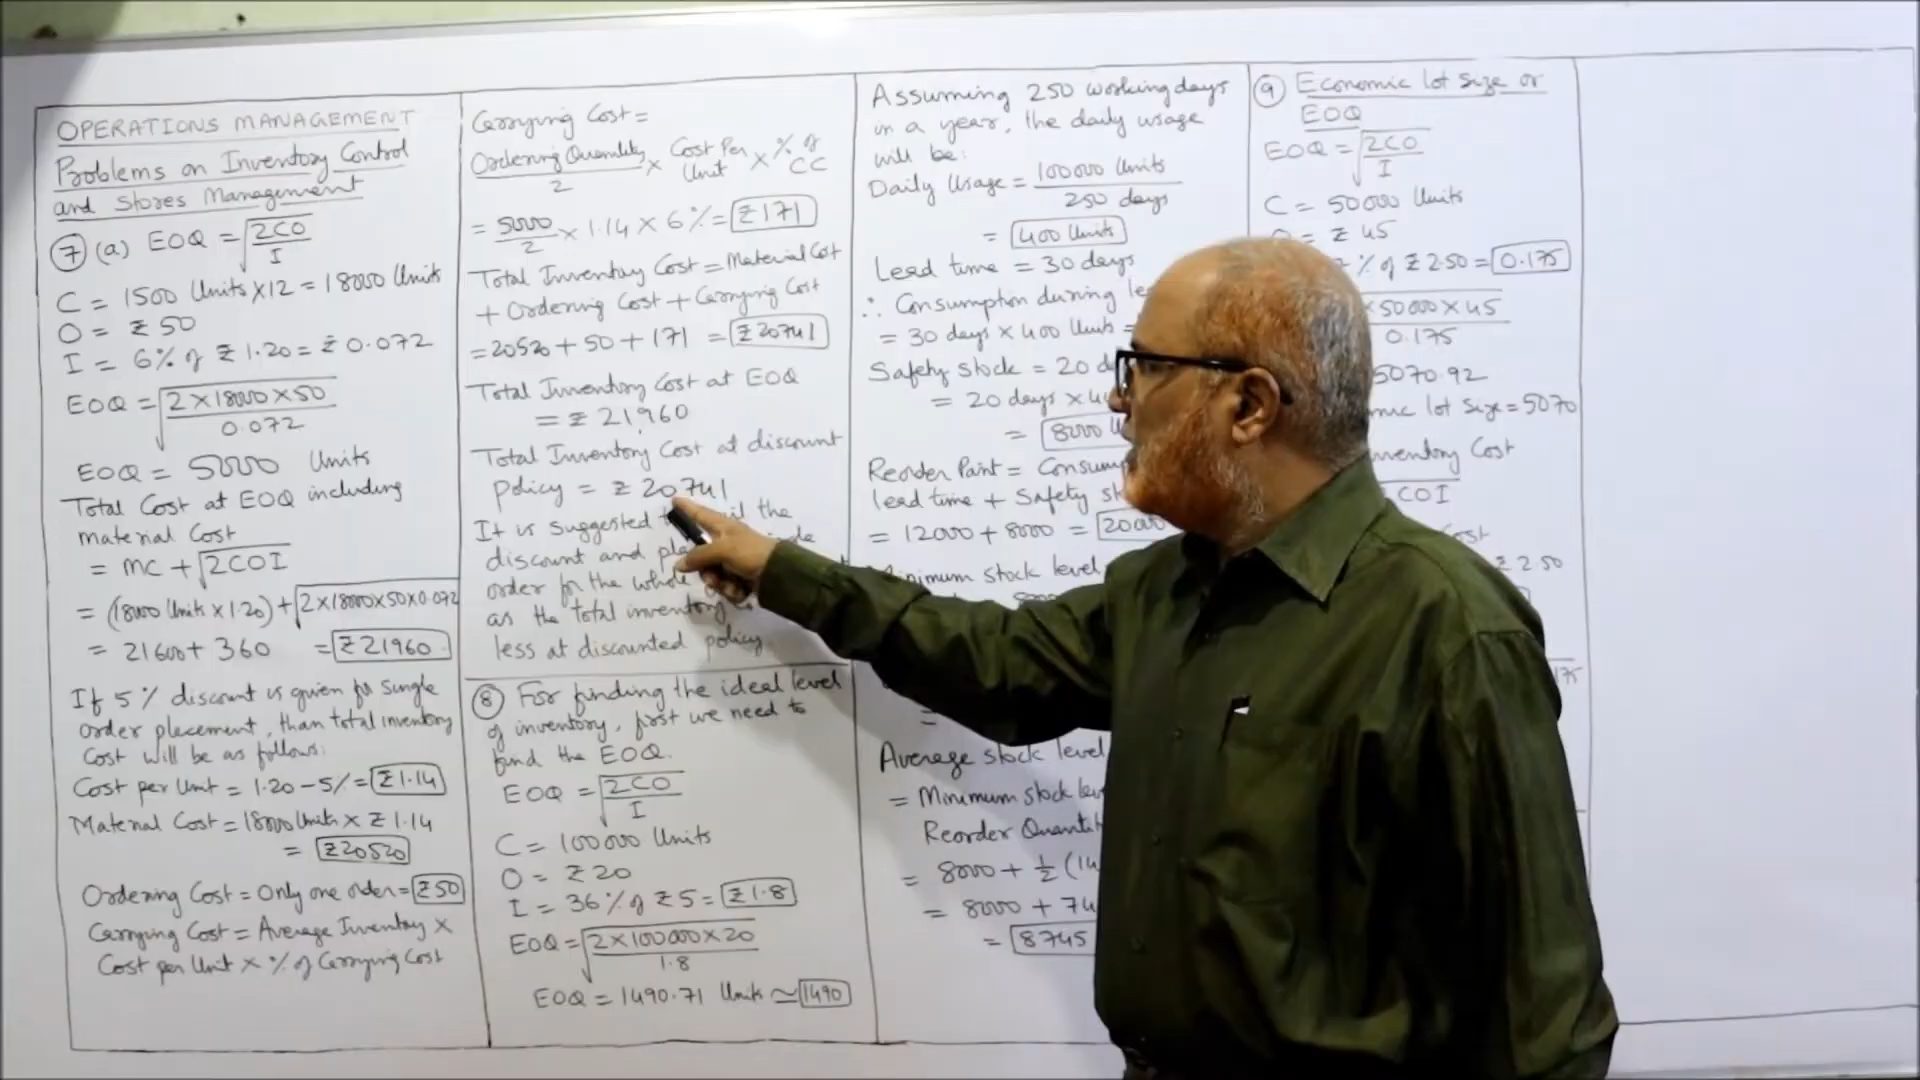 OPERATIONS MANAGEMENT
Problems on Inventory Control
and Stores Management
7 (a) EOQ = √2CO
I
C = 1500 Units × 12 = 18000 Units
O = ₹ 50
I = 6% of ₹ 1.20 = ₹ 0.072
EOQ = √2 × 18000 × 50
0.072
EOQ = 5000 Units
Total Cost at EOQ including
material Cost
= MC + √2COI
= (18000 Units × 1.20) + √2×18000×50×0.072
= 21600 + 360 = ₹ 21960
If 5% discount is given for single
order placement, than total inventory
Cost will be as follows:
Cost per Unit = 1.20 - 5% = ₹ 1.14
Material Cost = 18000 Units × ₹ 1.14
= ₹ 20520
Ordering Cost = Only one order = ₹ 50
Carrying Cost = Average Inventory ×
Cost per Unit × % of Carrying Cost
Carrying Cost =
Ordering Quantity × Cost Per Unit × % of CC
2
= 5000 × 1.14 × 6% = ₹ 171
2
Total Inventory Cost = Material Cost
+ Ordering Cost + Carrying Cost
= 20520 + 50 + 171 = ₹ 20741
Total Inventory Cost at EOQ
= ₹ 21,960
Total Inventory Cost at discount
policy = ₹ 20741
It is suggested the
discount and
order for the whole
as the total inventory
less at discounted policy.
8 For finding the ideal level
of inventory, first we need to
find the EOQ.
EOQ = √2CO
I
C = 100000 Units
O = ₹ 20
I = 36% of ₹ 5 = ₹ 1.8
EOQ = √2 × 100000 × 20
1.8
EOQ = 1490.71 Units ≃ 1490
Assuming 250 working days
in a year, the daily usage
will be:
Daily Usage = 100000 Units
250 days
= 400 Units
Lead time = 30 days
∴ Consumption during
= 30 days × 400 Units =
Safety stock = 20
= 20 days ×
= 8000
Reorder Point =
lead time + Safety
= 12000 + 8000 = 20000
Minimum stock level
Average stock level
= Minimum stock
Reorder
= 8000 + ½ (
= 8000 +
= 8745
9 Economic lot size or
EOQ
EOQ = √2CO
I
C = 50000 Units
= ₹ 45
% of ₹ 2.50 = 0.175
× 50000 × 45
0.175
5070.92
lot size = 5070
Cost
COI
₹ 2.50